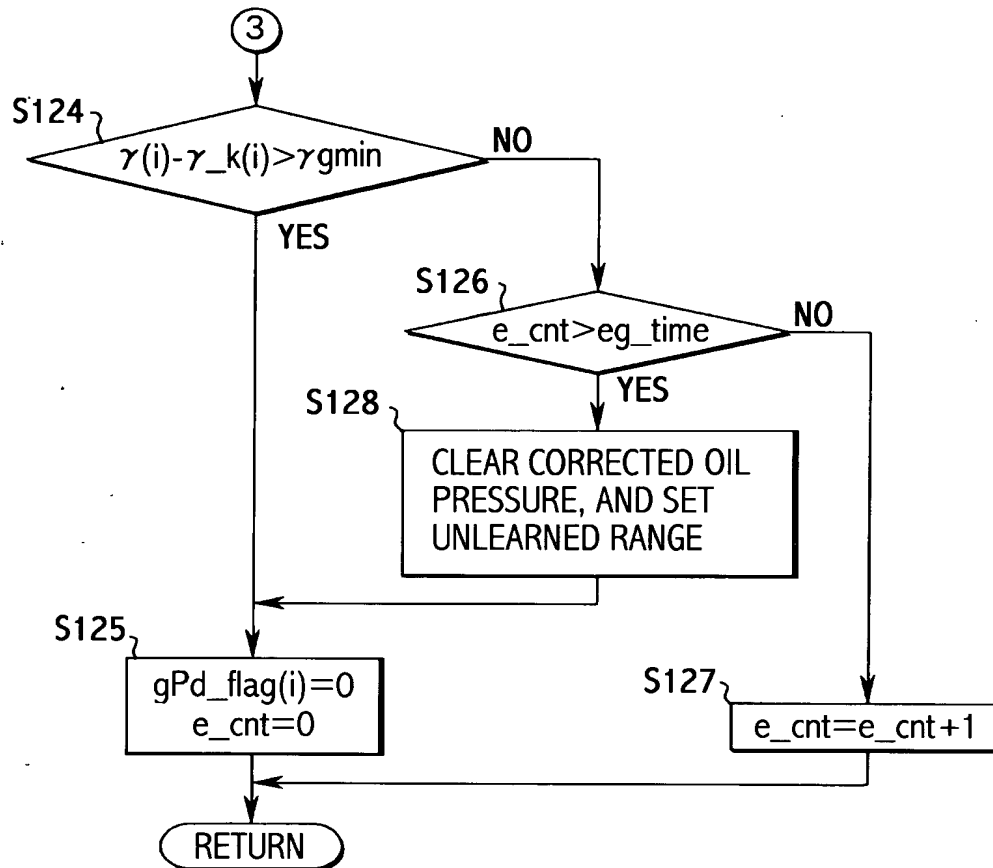 3
S124
γ(i)-γ_k(i)>γgmin
NO
YES
S126
e_cnt>eg_time
NO
YES
S128
CLEAR CORRECTED OIL
PRESSURE, AND SET
UNLEARNED RANGE
S125
gPd_flag(i)=0
e_cnt=0
S127
e_cnt=e_cnt+1
RETURN